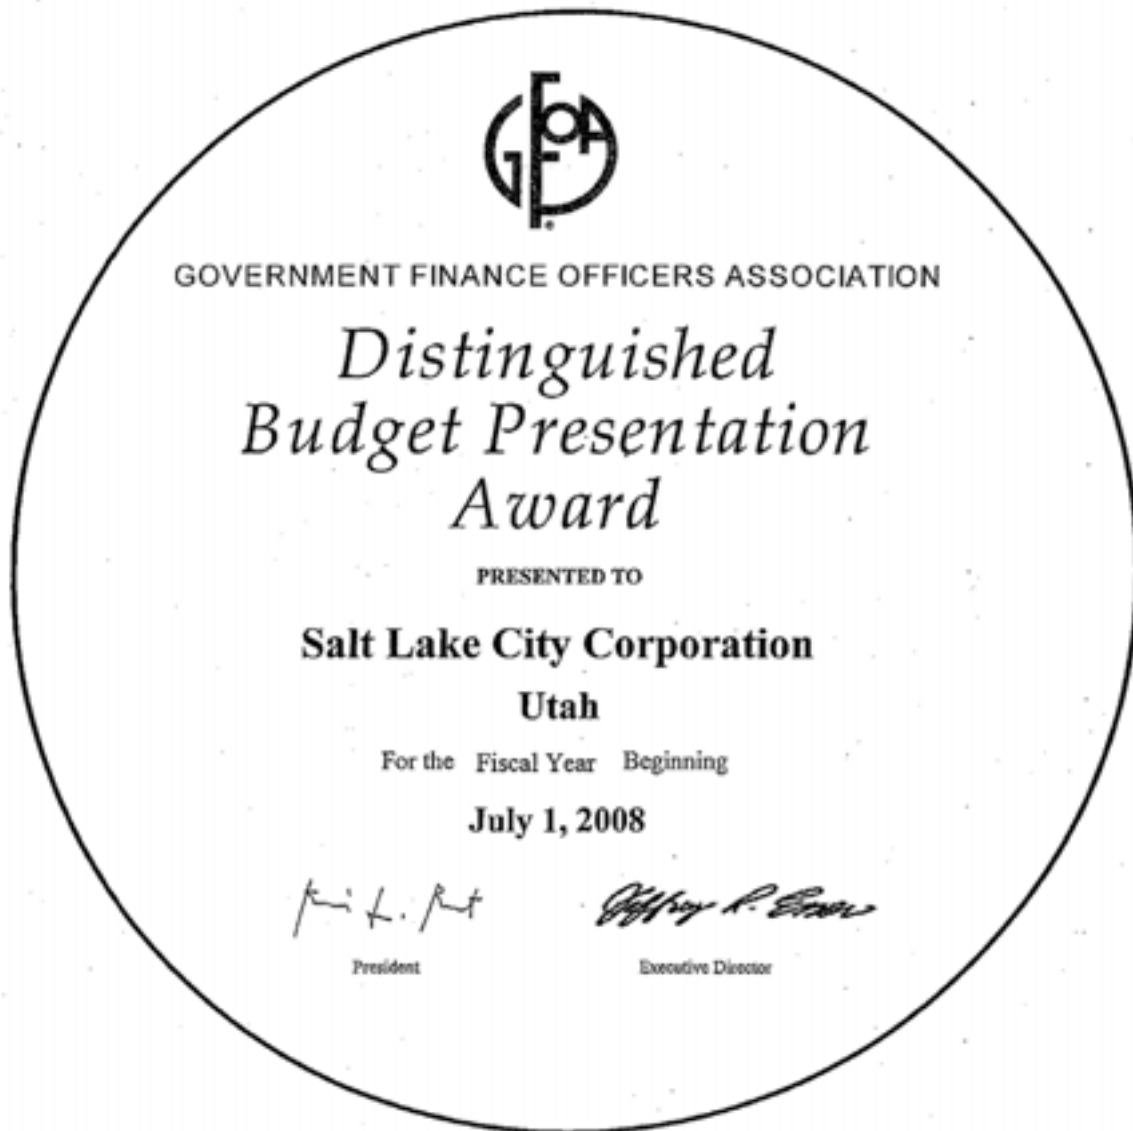 GFOA
GOVERNMENT FINANCE OFFICERS ASSOCIATION
Distinguished
Budget Presentation
Award
PRESENTED TO
Salt Lake City Corporation
Utah
For the Fiscal Year Beginning
July 1, 2008
Jeffrey R.
President Executive Director